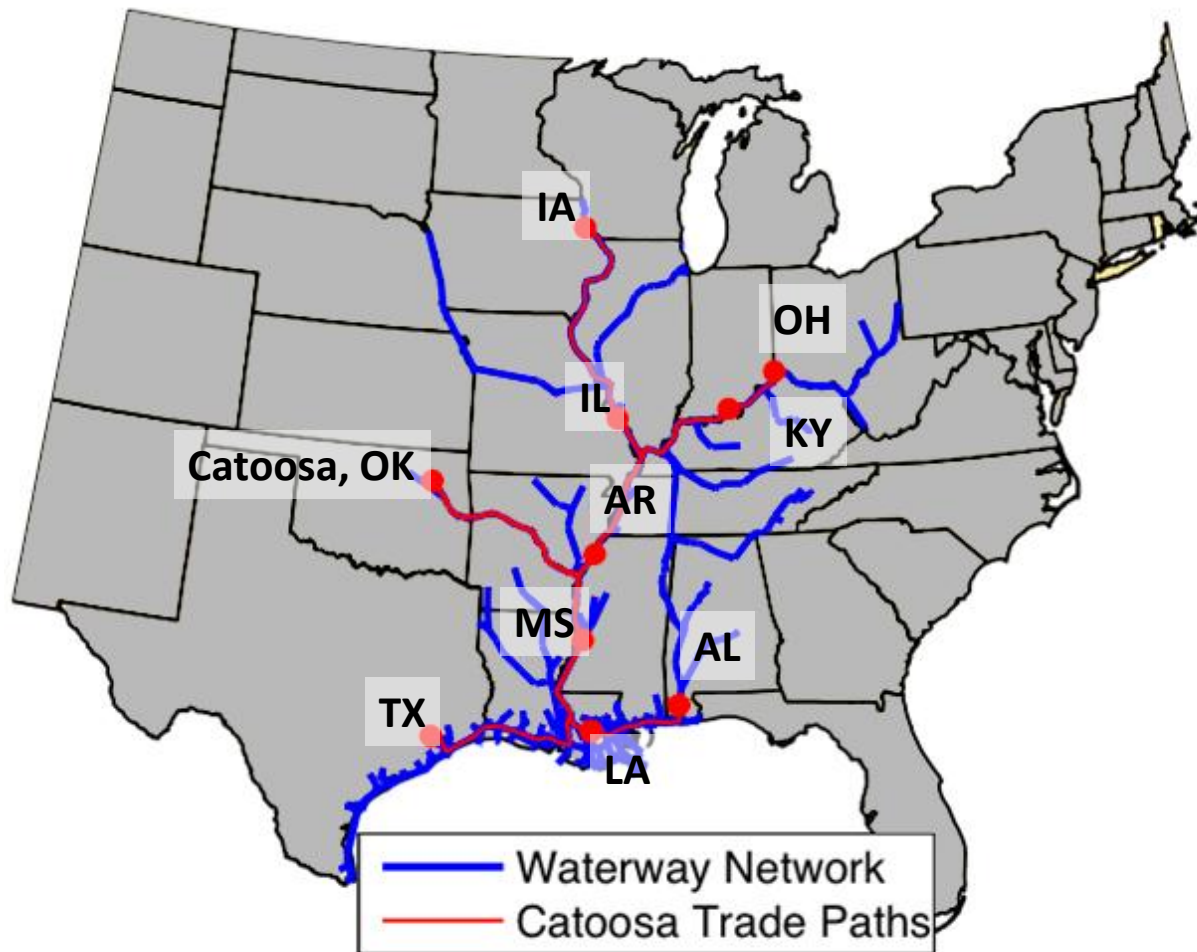 IA
OH
IL
KY
Catoosa, OK
AR
MS
AL
TX
LA
Waterway Network
Catoosa Trade Paths